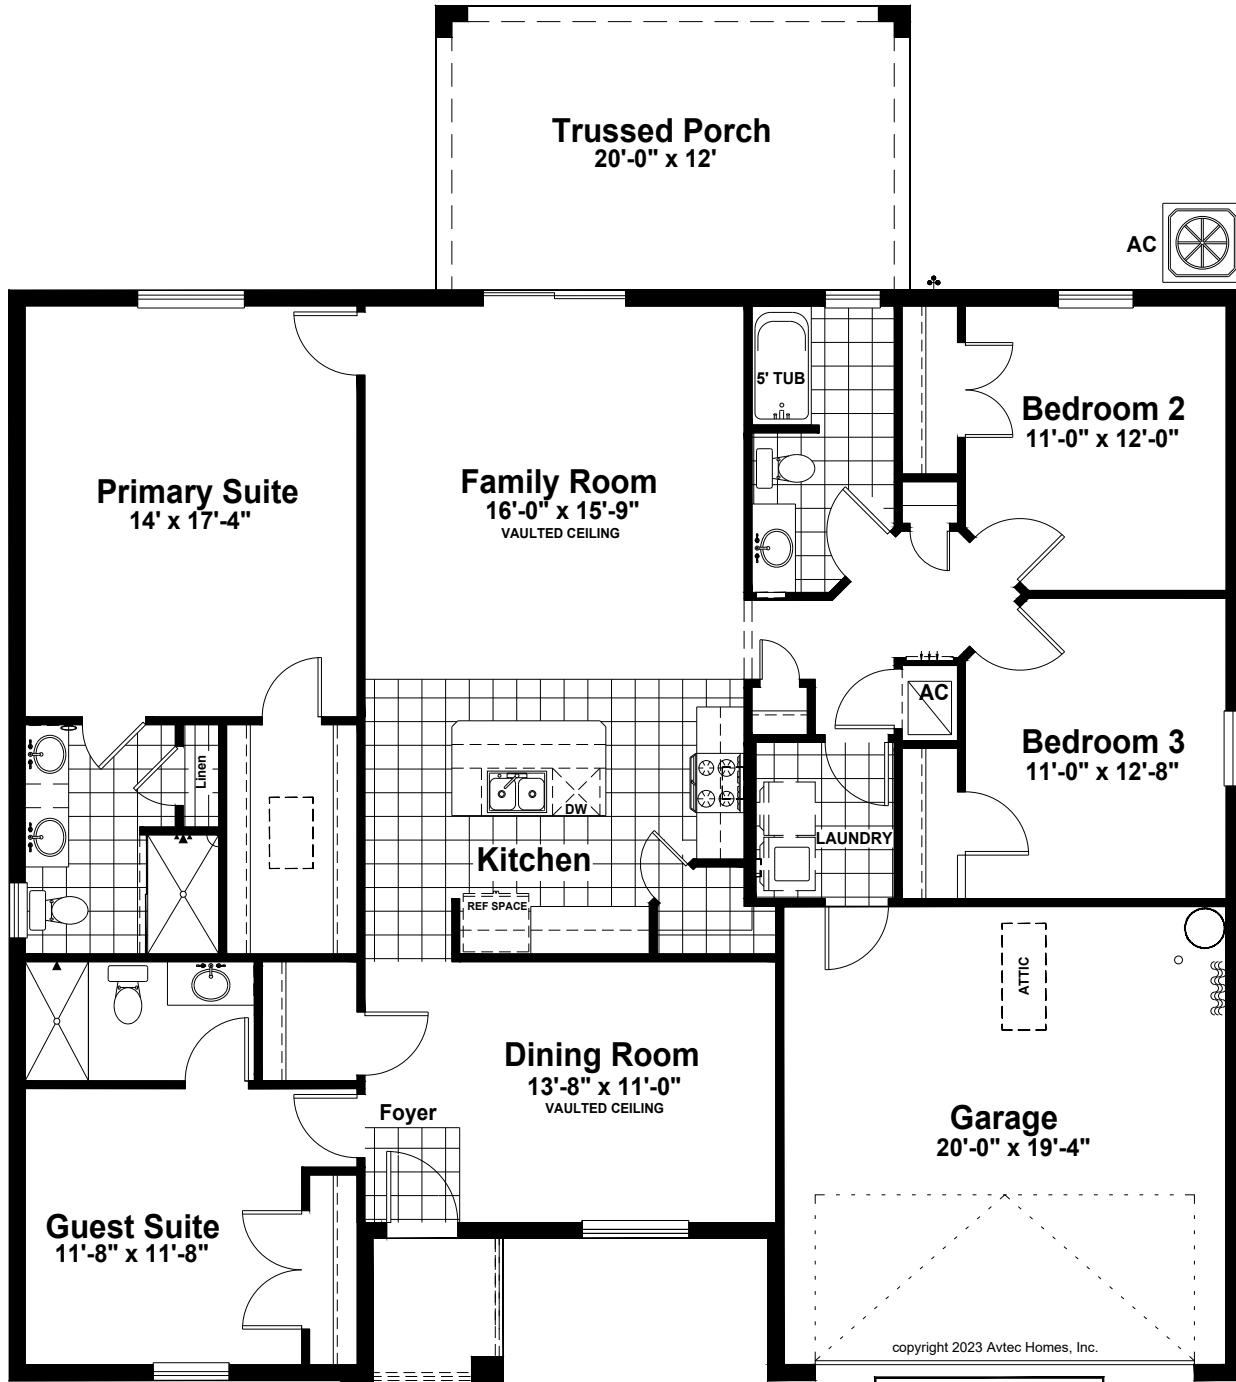 Trussed Porch
20'-0" x 12'
AC
5' TUB
Bedroom 2
11'-0" x 12'-0"
Primary Suite
14' x 17'-4"
Family Room
16'-0" x 15'-9"
VAULTED CEILING
AC
Bedroom 3
11'-0" x 12'-8"
Linen
DW
LAUNDRY
Kitchen
REF SPACE
ATTIC
Dining Room
13'-8" x 11'-0"
VAULTED CEILING
Foyer
Garage
20'-0" x 19'-4"
Guest Suite
11'-8" x 11'-8"
copyright 2023 Avtec Homes, Inc.